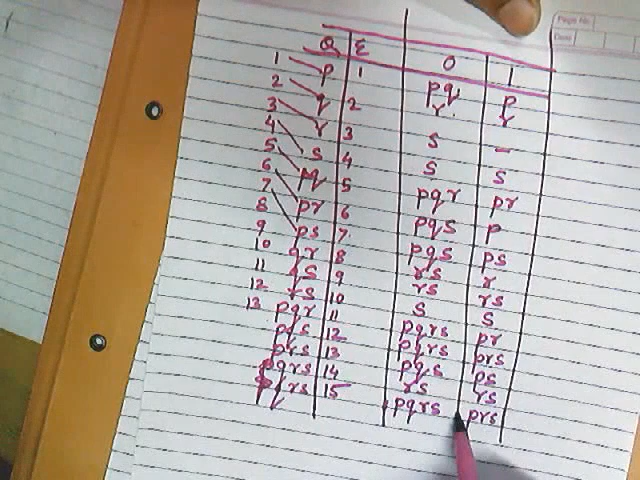 Page No.
Date
Q Σ 0 1
1 p 1 pq p
2 q 2 r r
3 r 3 s –
4 s 4 s s
5 pq 5 pqr pr
6 pr 6 pqs p
7 ps 7 pqs ps
8 qr 8 rs r
9 qs 9 rs rs
10 rs 10 s s
11 pqr 11 pqrs pr
12 pqs 12 pqrs prs
13 prs 13 pqs ps
pqrs 14 rs rs
15 pqrs prs